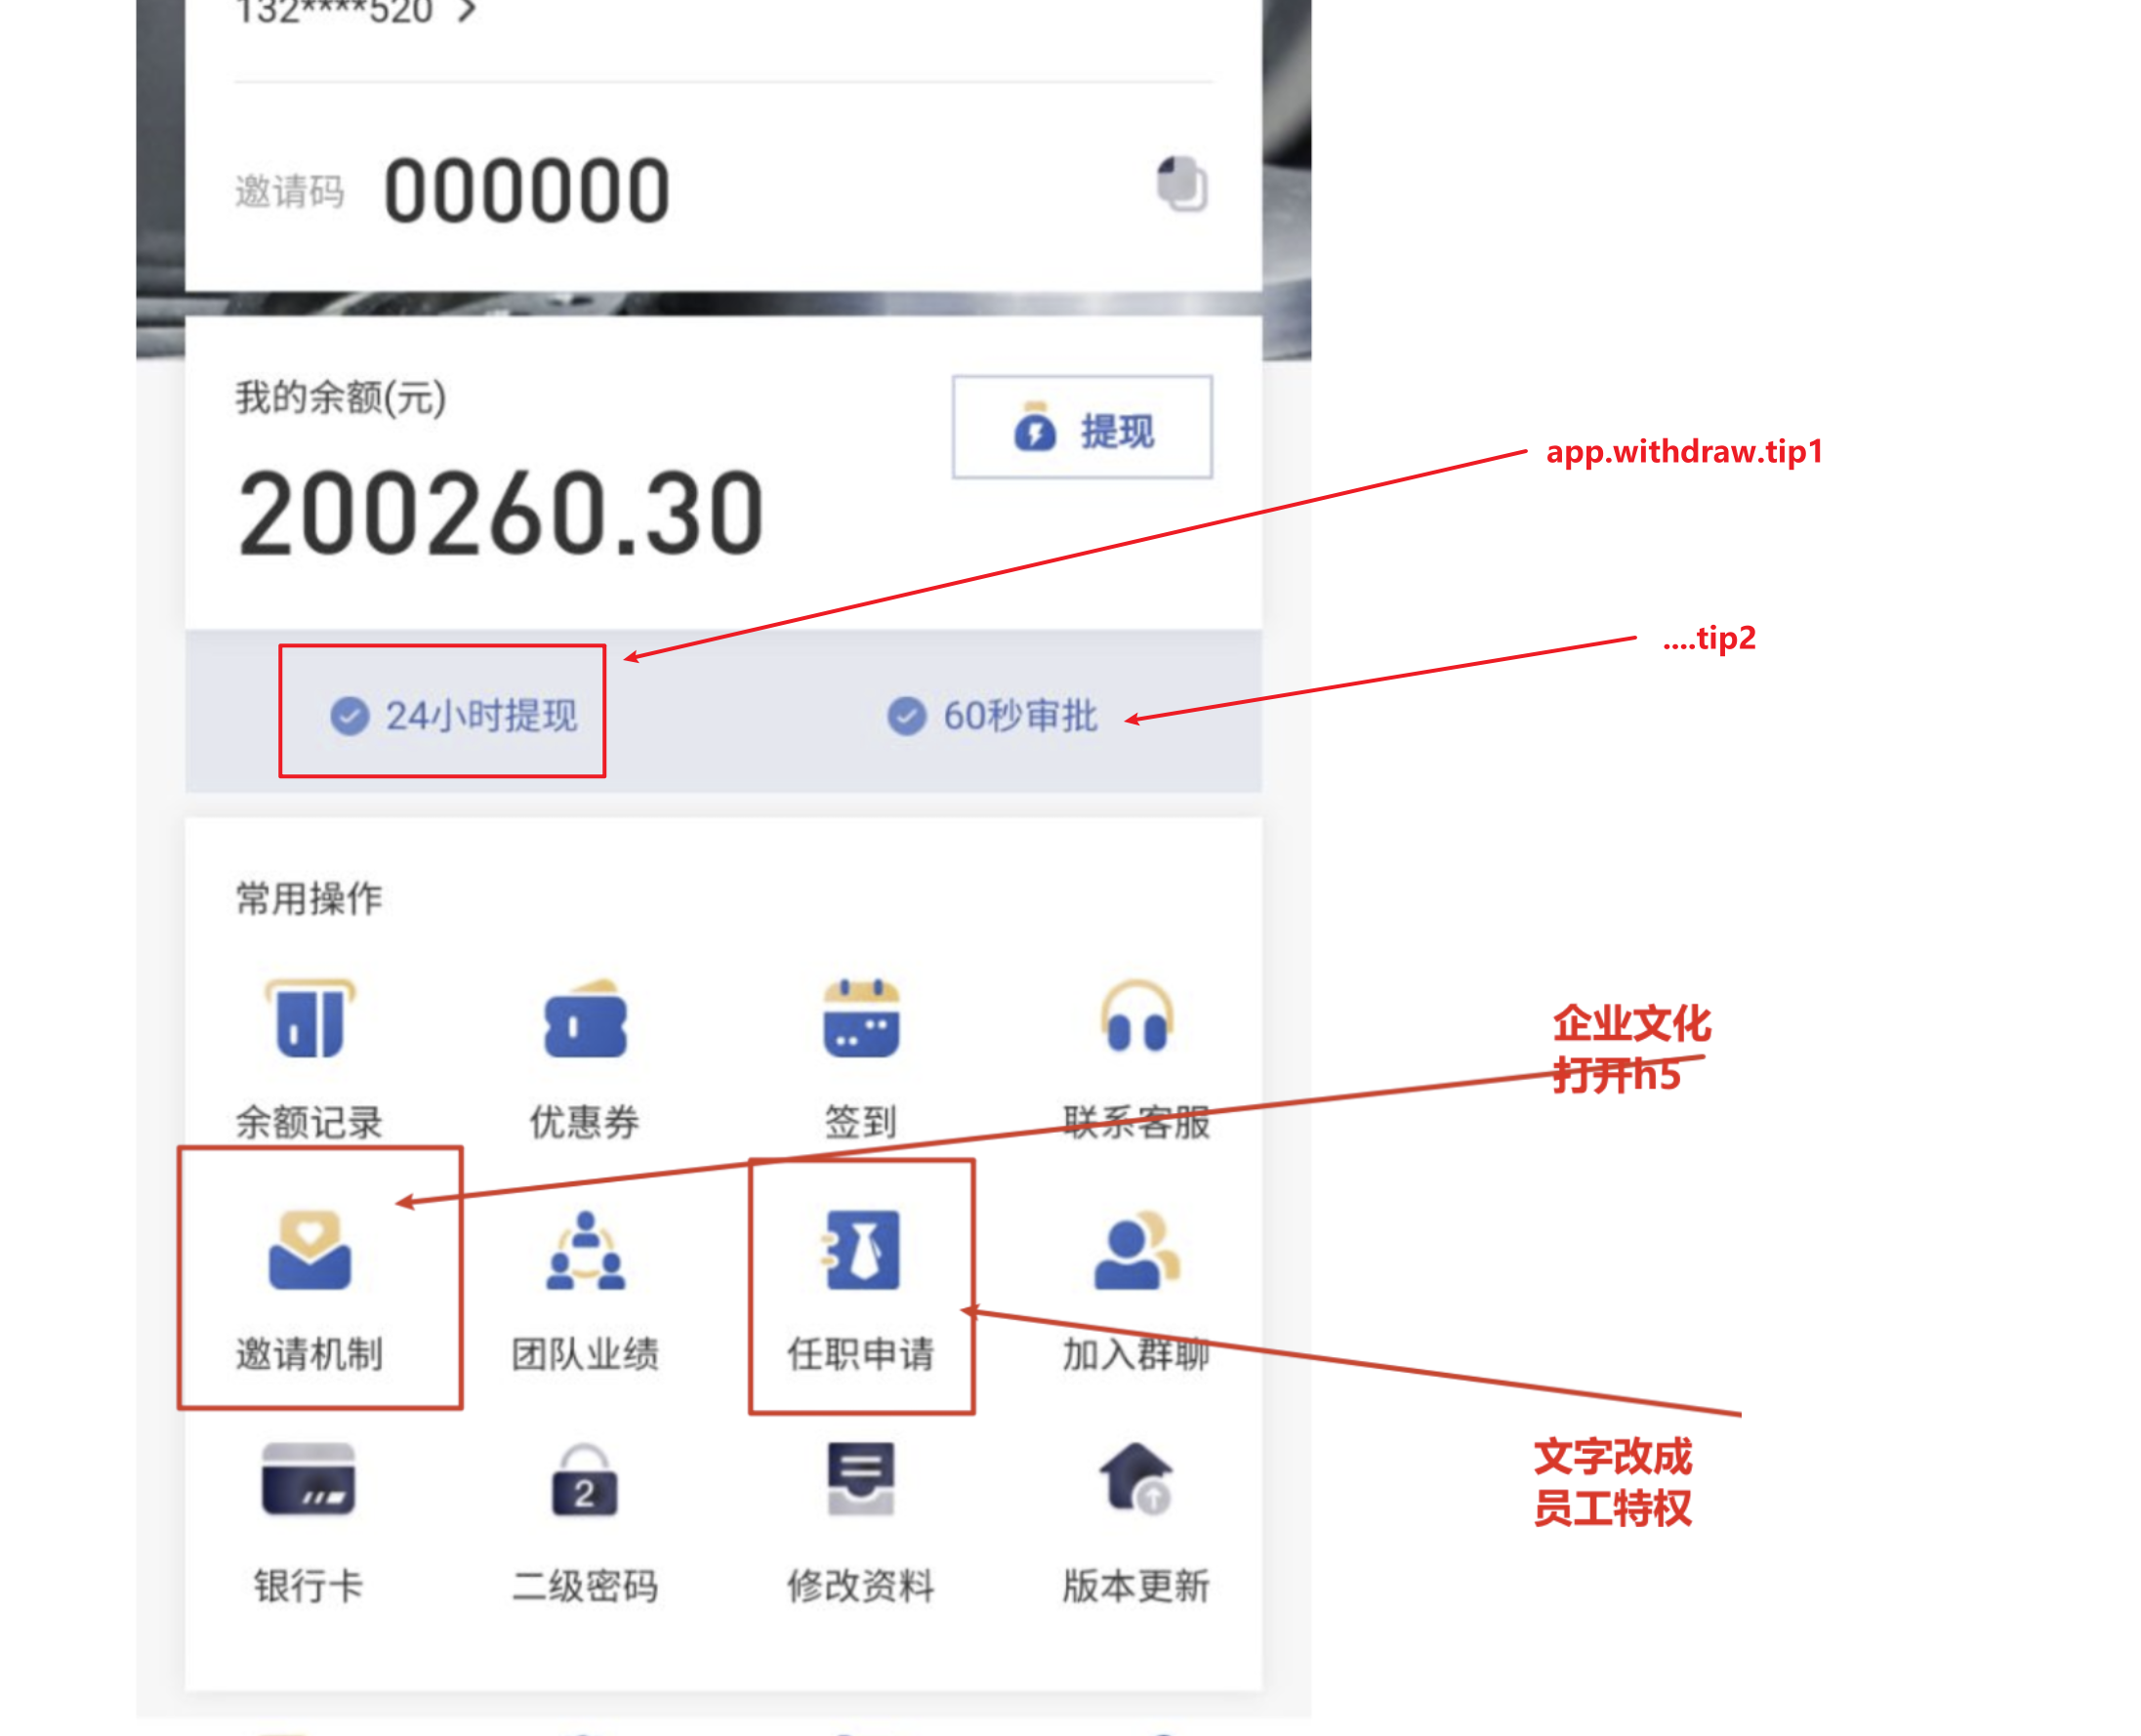 132****520
邀请码 000000
我的余额(元)
提现
200260.30
app.withdraw.tip1
....tip2
24小时提现 60秒审批
常用操作
企业文化
打开h5
余额记录 优惠券 签到 联系客服
邀请机制 团队业绩 任职申请 加入群聊
文字改成
员工特权
2
银行卡 二级密码 修改资料 版本更新